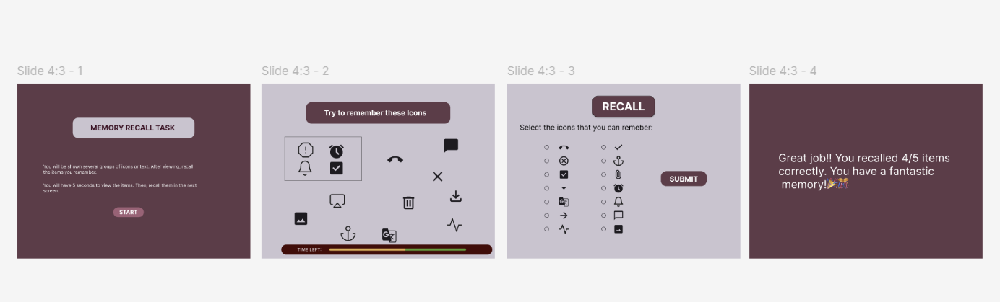 Slide 4:3 - 1
MEMORY RECALL TASK
You will be shown several groups of icons or text. After viewing, recall
the items you remember.
You will have 5 seconds to view the items. Then, recall them in the next
screen.
START
Slide 4:3 - 2
Try to remember these Icons
G
TIME LEFT:
Slide 4:3 - 3
RECALL
Select the icons that you can remeber:
G
SUBMIT
Slide 4:3 - 4
Great job!! You recalled 4/5 items
correctly. You have a fantastic
memory!🎉🎊